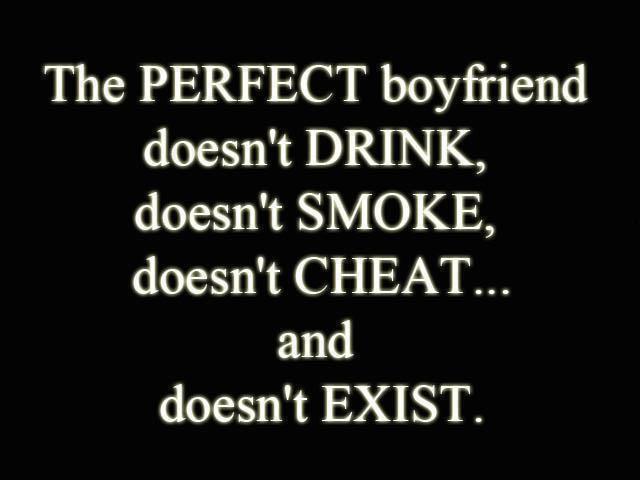 The PERFECT boyfriend
doesn't DRINK,
doesn't SMOKE,
doesn't CHEAT...
and
doesn't EXIST.